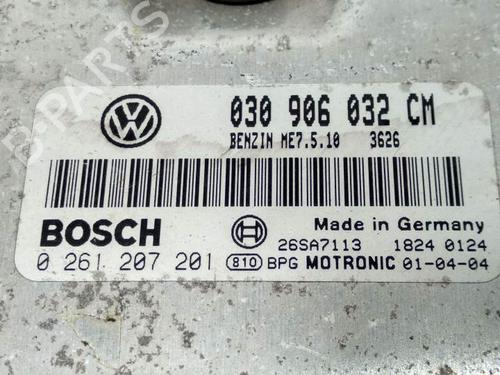 B-PARTS
030 906 032 CM
BENZIN ME7.5.10 3626
BOSCH
Made in Germany
26SA7113 1824 0124
0 261 207 201 810 BPG MOTRONIC 01-04-04